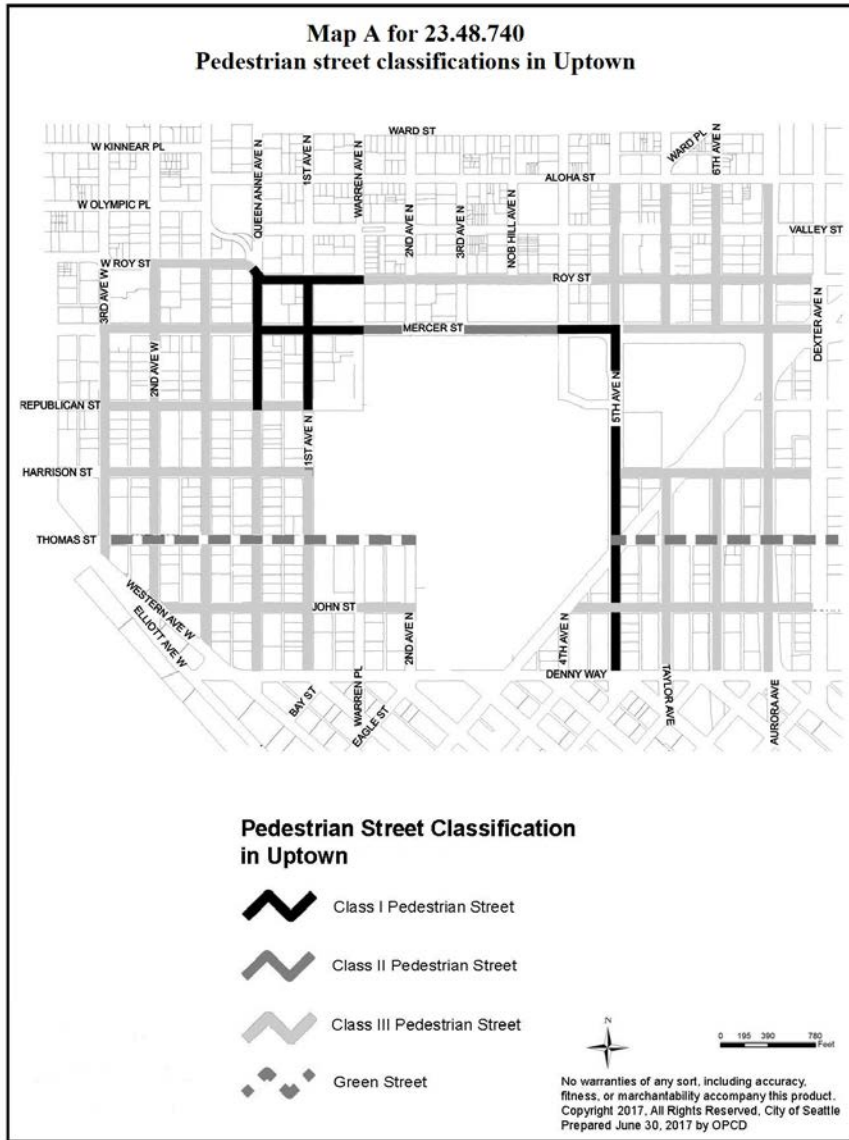 Map A for 23.48.740
Pedestrian street classifications in Uptown
WARD ST
W KINNEAR PL
QUEEN ANNE AVE N
1ST AVE N
WARREN AVE N
WARD PL
6TH AVE N
ALOHA ST
W OLYMPIC PL
2ND AVE N
3RD AVE N
NOB HILL AVE N
VALLEY ST
W ROY ST
ROY ST
3RD AVE W
MERCER ST
DEXTER AVE N
2ND AVE W
5TH AVE N
REPUBLICAN ST
1ST AVE N
HARRISON ST
THOMAS ST
WESTERN AVE W
ELLIOTT AVE W
JOHN ST
2ND AVE N
4TH AVE N
DENNY WAY
BAY ST
WARREN PL
EAGLE ST
TAYLOR AVE
AURORA AVE
Pedestrian Street Classification
in Uptown
Class I Pedestrian Street
Class II Pedestrian Street
Class III Pedestrian Street
Green Street
N
0 195 390 780
Feet
No warranties of any sort, including accuracy,
fitness, or marchantability accompany this product.
Copyright 2017, All Rights Reserved, City of Seattle
Prepared June 30, 2017 by OPCD